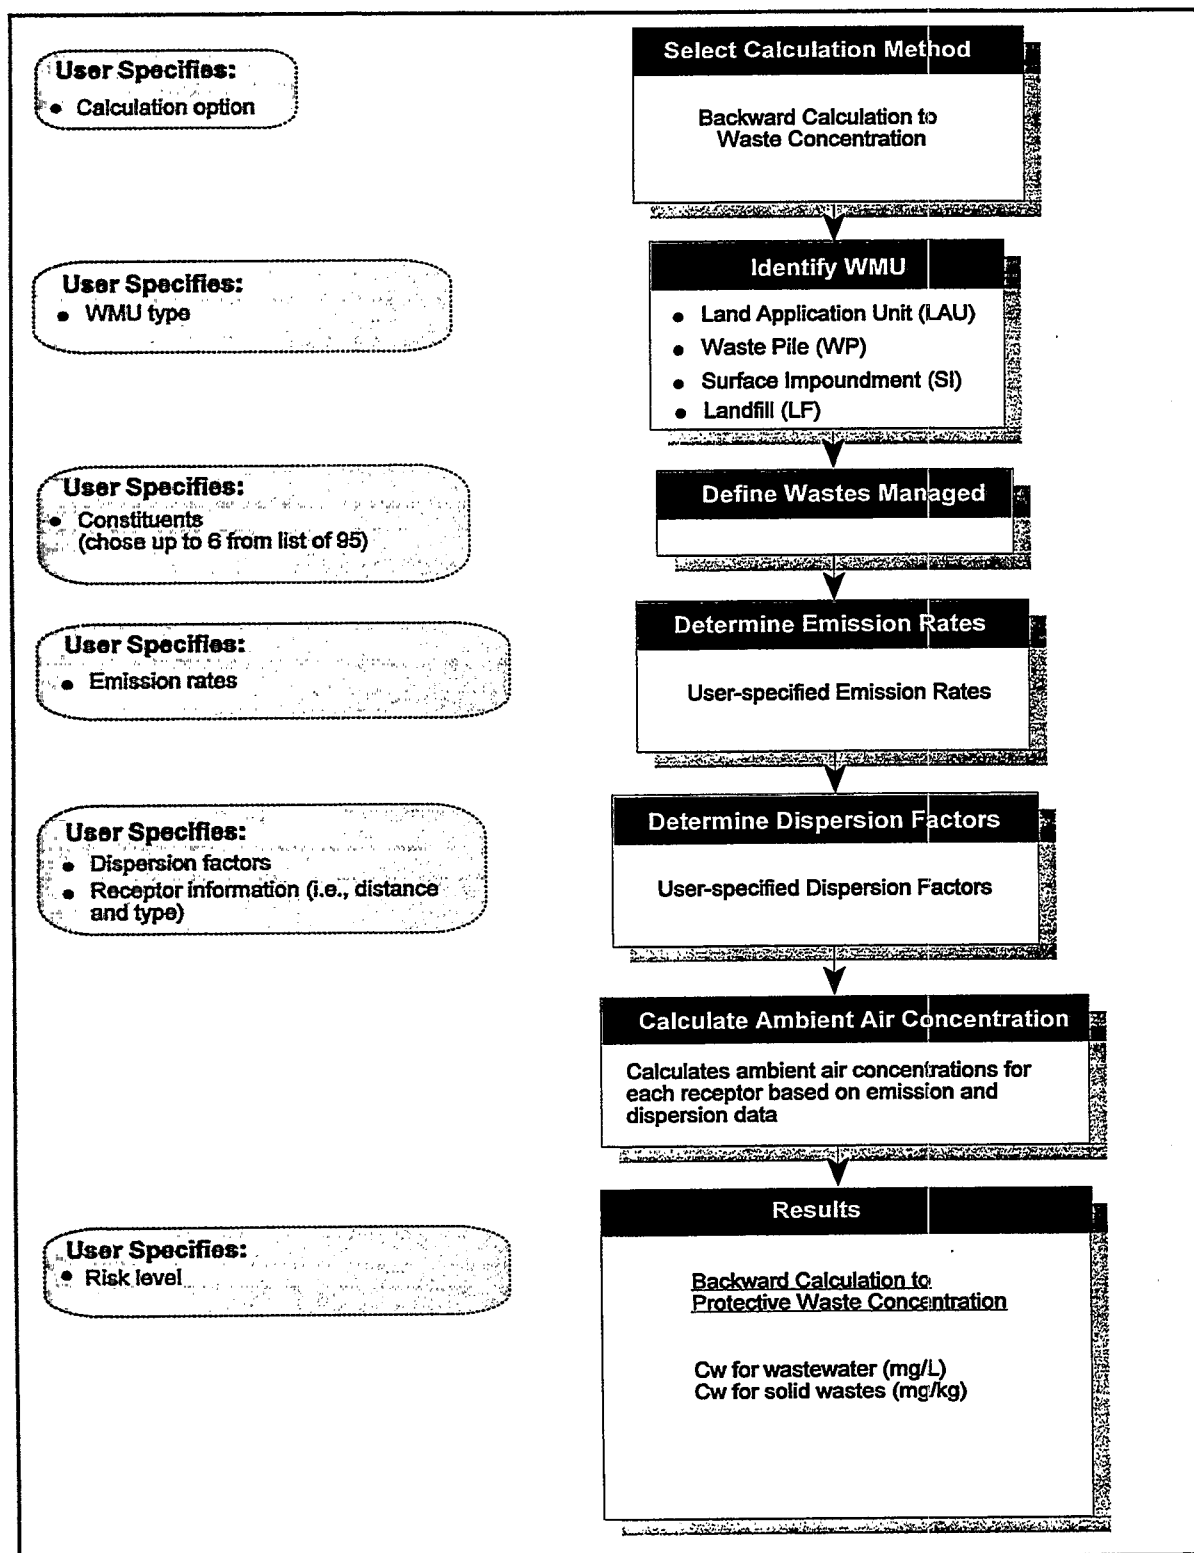 User Specifies:
• Calculation option
Select Calculation Method
Backward Calculation to
Waste Concentration
User Specifies:
• WMU type
Identify WMU
• Land Application Unit (LAU)
• Waste Pile (WP)
• Surface Impoundment (SI)
• Landfill (LF)
User Specifies:
• Constituents
(chose up to 6 from list of 95)
Define Wastes Managed
User Specifies:
• Emission rates
Determine Emission Rates
User-specified Emission Rates
User Specifies:
• Dispersion factors
• Receptor information (i.e., distance
and type)
Determine Dispersion Factors
User-specified Dispersion Factors
Calculate Ambient Air Concentration
Calculates ambient air concentrations for
each receptor based on emission and
dispersion data
User Specifies:
• Risk level
Results
Backward Calculation to
Protective Waste Concentration
Cw for wastewater (mg/L)
Cw for solid wastes (mg/kg)